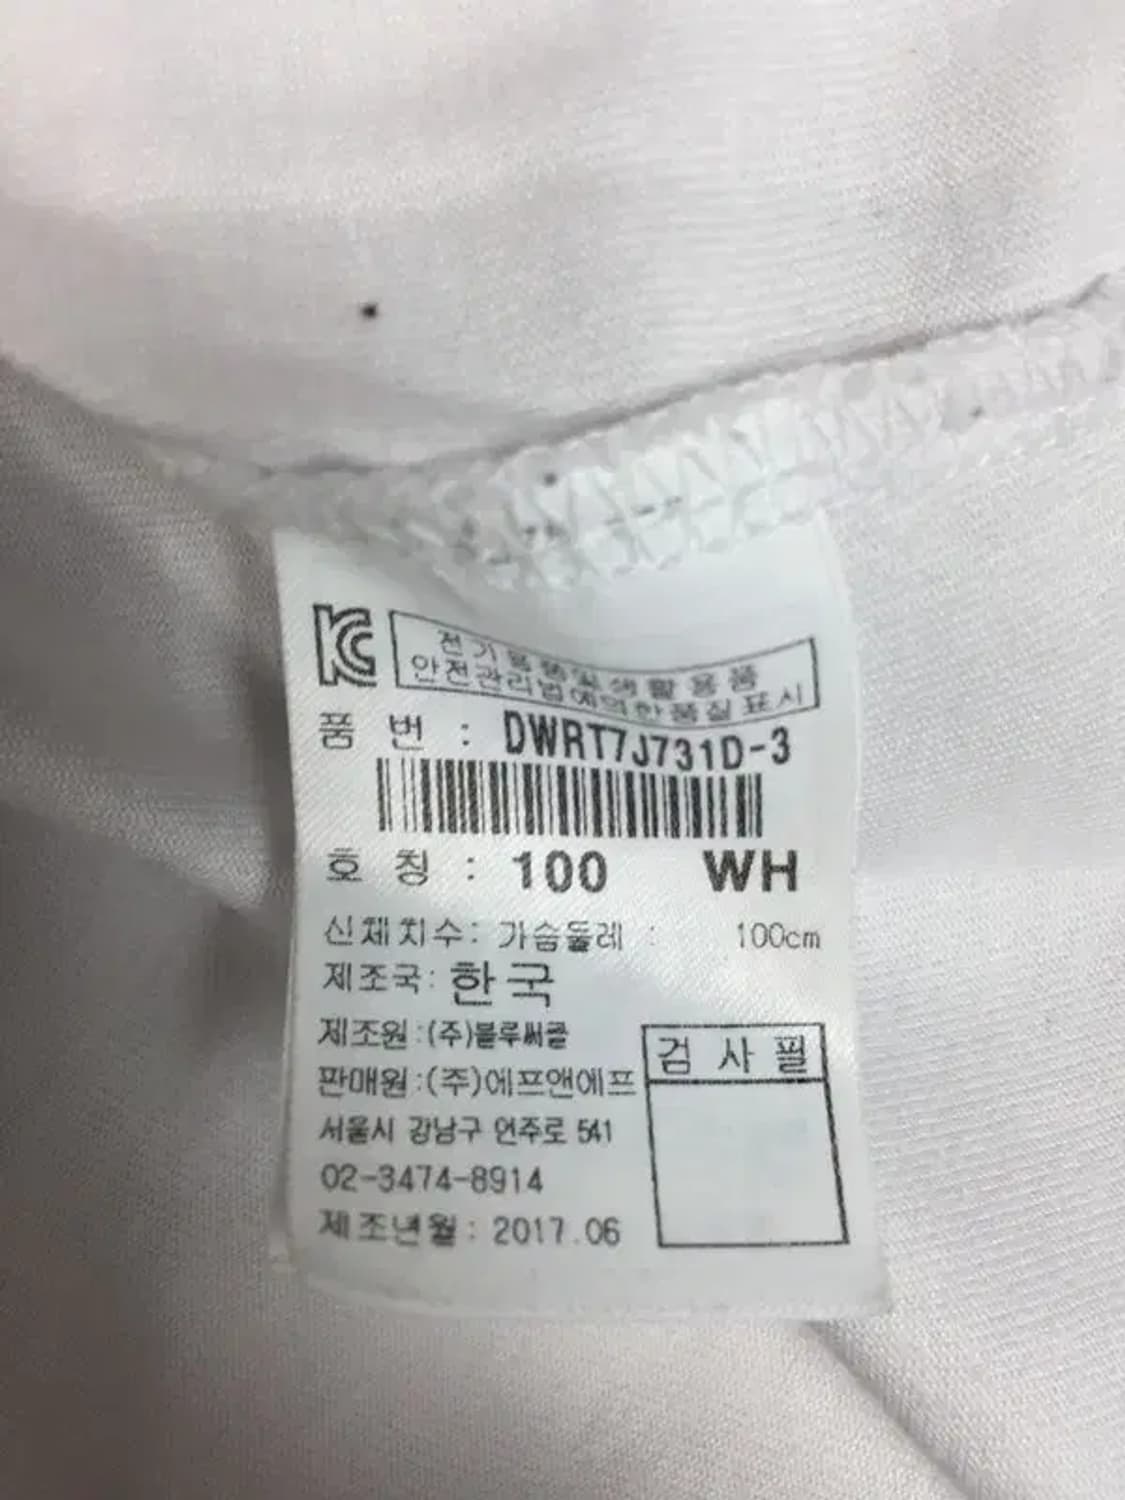 전기용품및생활용품
안전관리법에의한품질표시
품 번 : DWRT7J731D-3
호 칭 : 100 WH
신체치수: 가슴둘레 : 100cm
제조국: 한국
제조원:(주)블루써클
판매원:(주)에프앤에프
검 사 필
서울시 강남구 언주로 541
02-3474-8914
제조년월: 2017.06